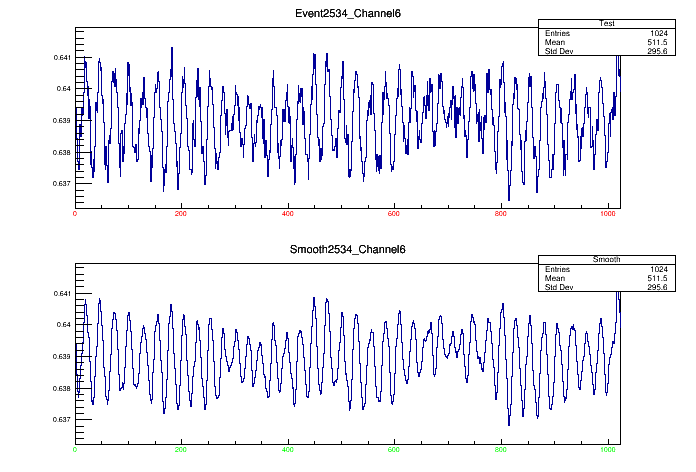 Event2534_Channel6
Test
Entries 1024
Mean 511.5
Std Dev 295.6
0.641
0.64
0.639
0.638
0.637
0 200 400 600 800 1000
Smooth2534_Channel6
Smooth
Entries 1024
Mean 511.5
Std Dev 295.6
0.641
0.64
0.639
0.638
0.637
0 200 400 600 800 1000